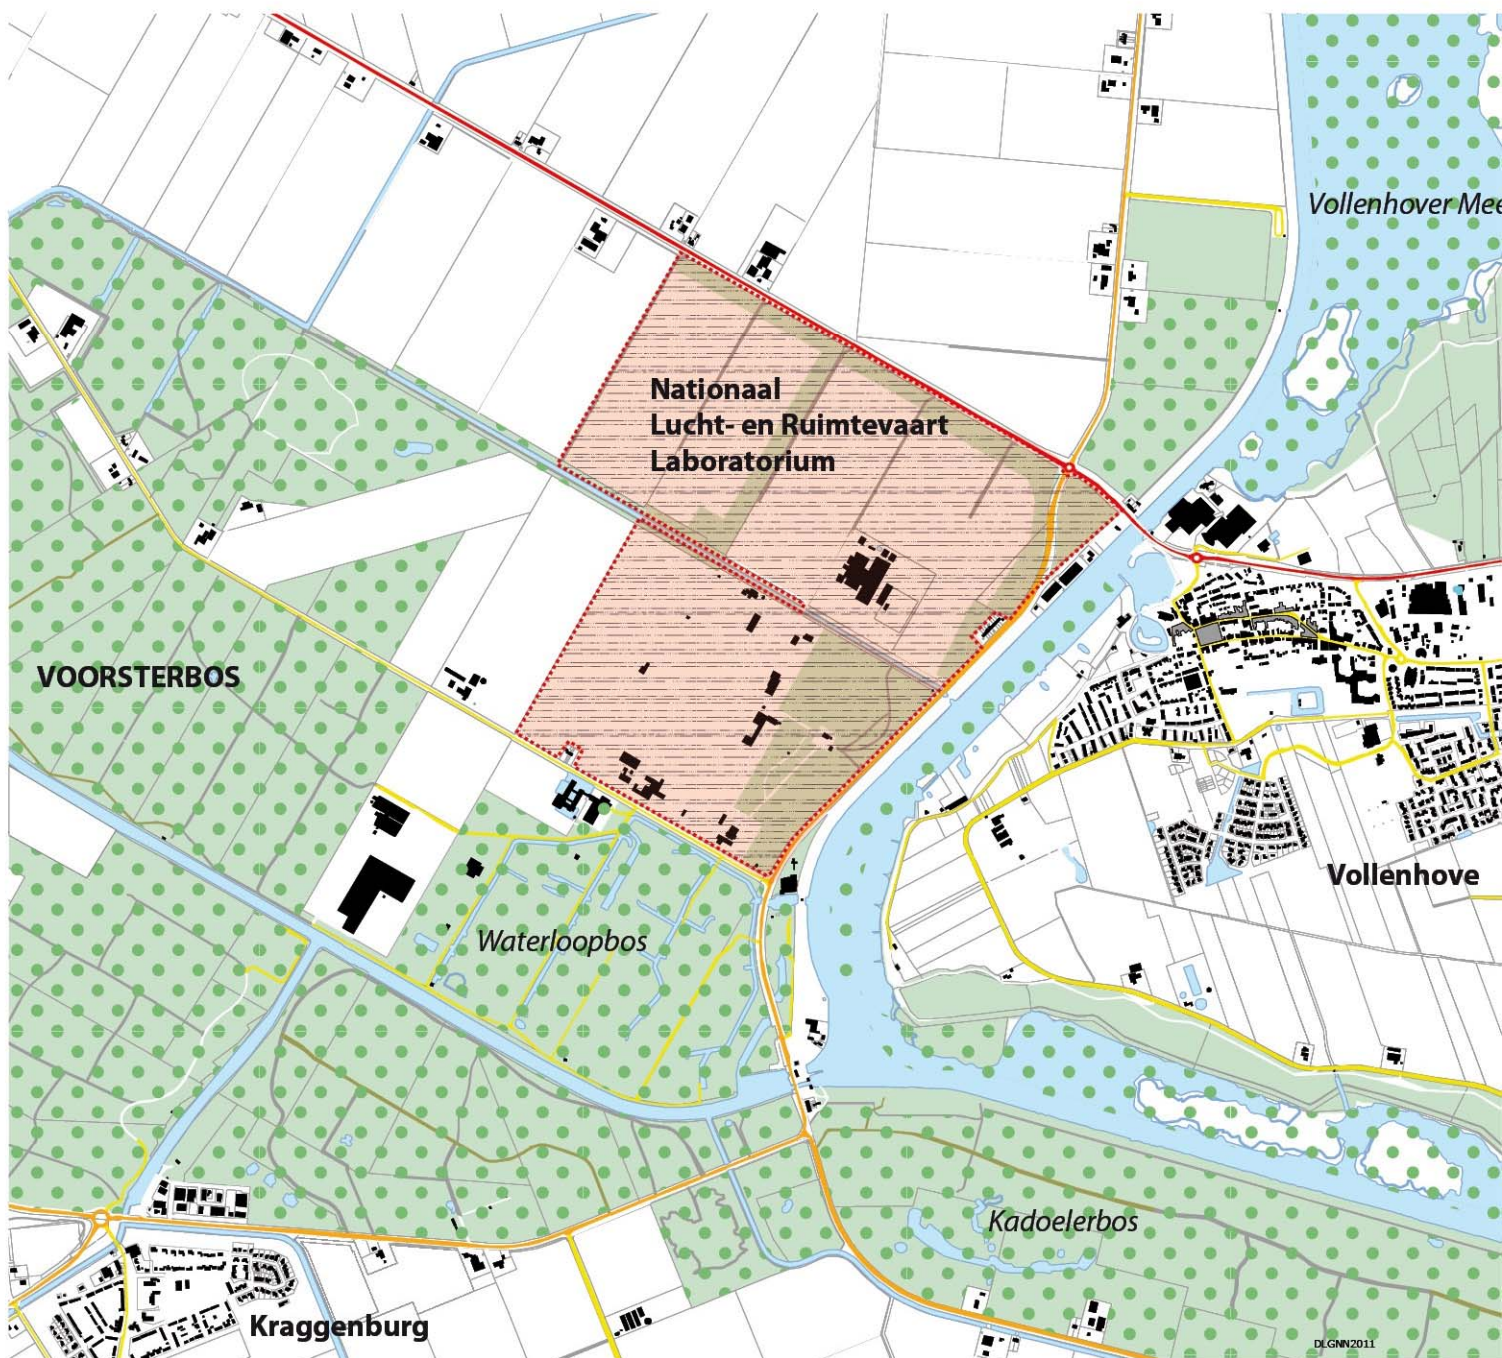 Vollenhover Mee
Nationaal
Lucht- en Ruimtevaart
Laboratorium
VOORSTERBOS
Vollenhove
Waterloopbos
Kadoelerbos
Kraggenburg
DLGNN2011